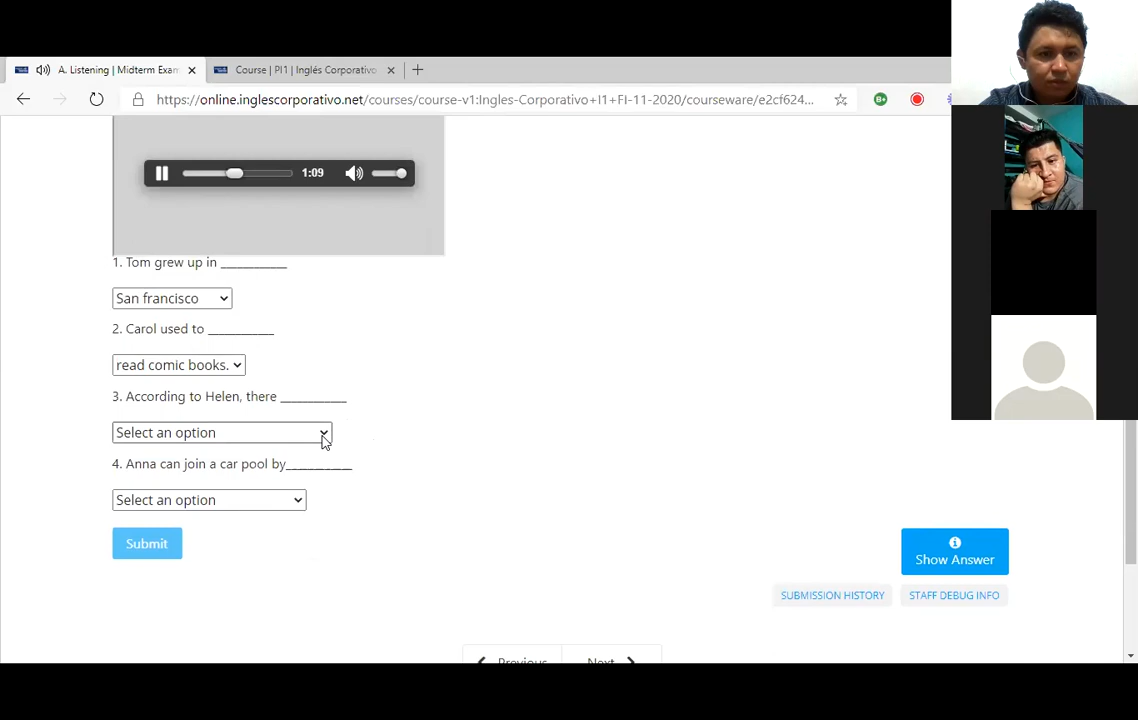 A. Listening | Midterm Exam
Course | PI1 | Inglés Corporativo
https://online.inglescorporativo.net/courses/course-v1:Ingles-Corporativo+I1+FI-11-2020/courseware/e2cf624...
1:09
1. Tom grew up in ___________
San francisco
2. Carol used to ___________
read comic books.
3. According to Helen, there ___________
Select an option
4. Anna can join a car pool by___________
Select an option
Submit
Show Answer
SUBMISSION HISTORY
STAFF DEBUG INFO
Previous
Next